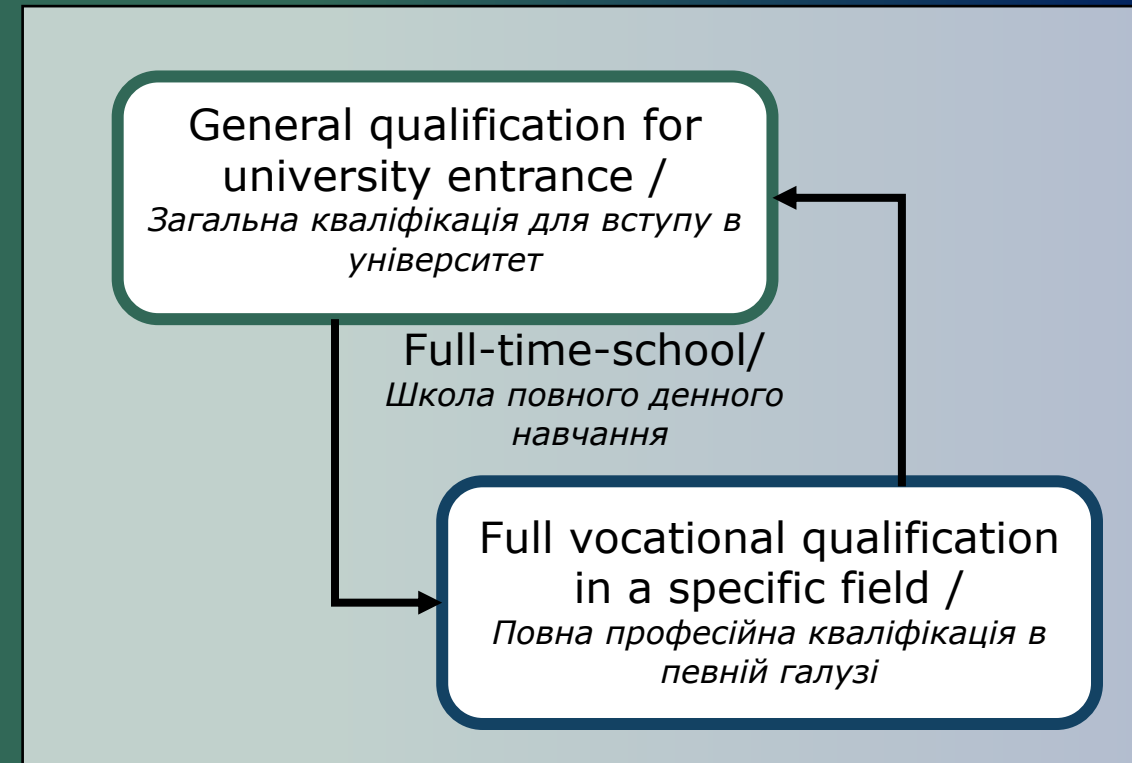 General qualification for
university entrance /
Загальна кваліфікація для вступу в
університет
Full-time-school/
Школа повного денного
навчання
Full vocational qualification
in a specific field /
Повна професійна кваліфікація в
певній галузі